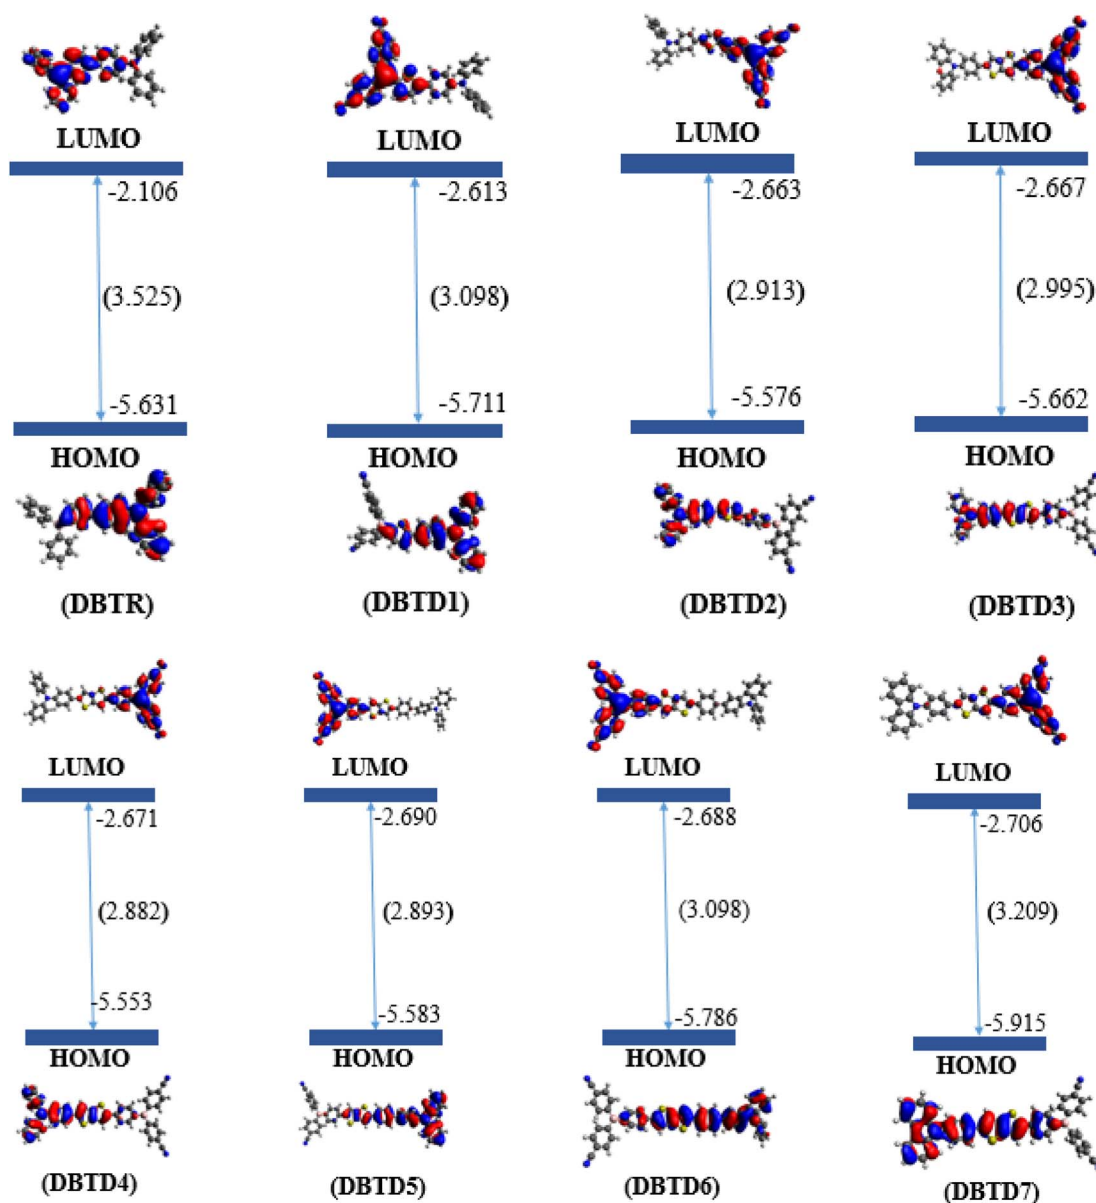 LUMO LUMO LUMO LUMO
-2.106 -2.613 -2.663 -2.667
(3.525) (3.098) (2.913) (2.995)
-5.631 -5.711 -5.576 -5.662
HOMO HOMO HOMO HOMO
(DBTR) (DBTD1) (DBTD2) (DBTD3)
LUMO LUMO LUMO LUMO
-2.671 -2.690 -2.688 -2.706
(2.882) (2.893) (3.098) (3.209)
-5.553 -5.583 -5.786 -5.915
HOMO HOMO HOMO HOMO
(DBTD4) (DBTD5) (DBTD6) (DBTD7)